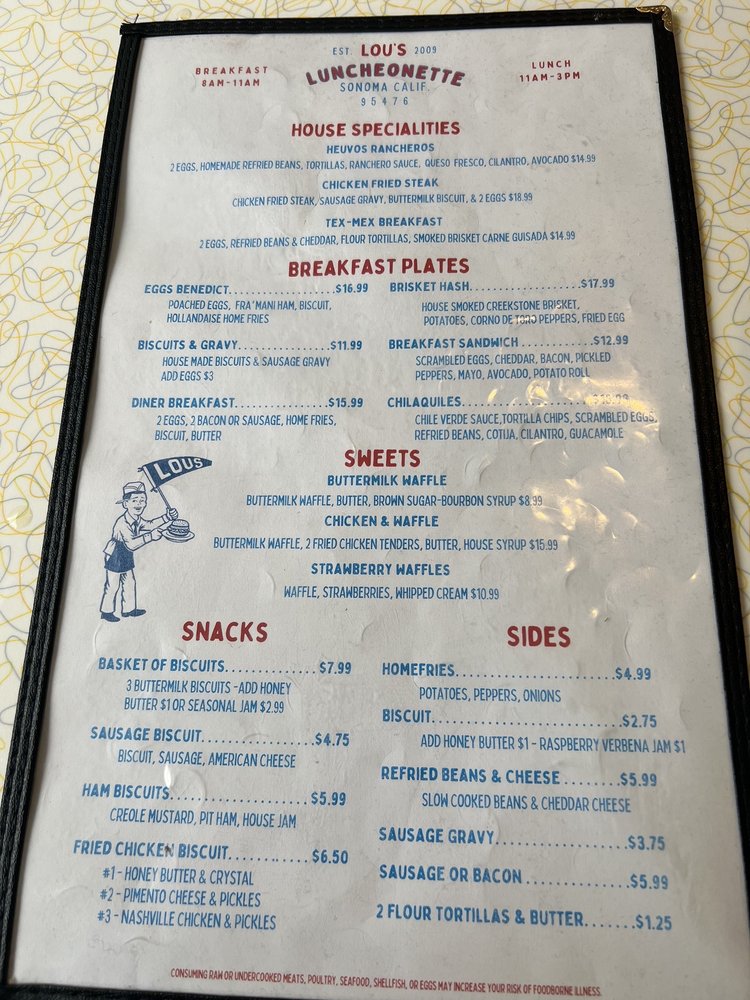 EST. LOU'S 2009
LUNCHEONETTE
SONOMA CALIF.
95476
BREAKFAST
8AM-11AM
LUNCH
11AM-3PM
HOUSE SPECIALITIES
HEUVOS RANCHEROS
2 EGGS, HOMEMADE REFRIED BEANS, TORTILLAS, RANCHERO SAUCE, QUESO FRESCO, CILANTRO, AVOCADO $14.99
CHICKEN FRIED STEAK
CHICKEN FRIED STEAK, SAUSAGE GRAVY, BUTTERMILK BISCUIT, & 2 EGGS $18.99
TEX-MEX BREAKFAST
2 EGGS, REFRIED BEANS & CHEDDAR, FLOUR TORTILLAS, SMOKED BRISKET CARNE GUISADA $14.99
BREAKFAST PLATES
EGGS BENEDICT..................$16.99
POACHED EGGS, FRA'MANI HAM, BISCUIT,
HOLLANDAISE HOME FRIES
BISCUITS & GRAVY................$11.99
HOUSE MADE BISCUITS & SAUSAGE GRAVY
ADD EGGS $3
DINER BREAKFAST................$15.99
2 EGGS, 2 BACON OR SAUSAGE, HOME FRIES,
BISCUIT, BUTTER
BRISKET HASH...................$17.99
HOUSE SMOKED CREEKSTONE BRISKET,
POTATOES, CORNO DE TORO PEPPERS, FRIED EGG
BREAKFAST SANDWICH ............$12.99
SCRAMBLED EGGS, CHEDDAR, BACON, PICKLED
PEPPERS, MAYO, AVOCADO, POTATO ROLL
CHILAQUILES....................
CHILE VERDE SAUCE,TORTILLA CHIPS, SCRAMBLED EGGS,
REFRIED BEANS, COTIJA, CILANTRO, GUACAMOLE
LOUS
SWEETS
BUTTERMILK WAFFLE
BUTTERMILK WAFFLE, BUTTER, BROWN SUGAR-BOURBON SYRUP $8.99
CHICKEN & WAFFLE
BUTTERMILK WAFFLE, 2 FRIED CHICKEN TENDERS, BUTTER, HOUSE SYRUP $15.99
STRAWBERRY WAFFLES
WAFFLE, STRAWBERRIES, WHIPPED CREAM $10.99
SNACKS
BASKET OF BISCUITS............$7.99
3 BUTTERMILK BISCUITS -ADD HONEY
BUTTER $1 OR SEASONAL JAM $2.99
SAUSAGE BISCUIT...............$4.75
BISCUIT, SAUSAGE, AMERICAN CHEESE
HAM BISCUITS..................$5.99
CREOLE MUSTARD, PIT HAM, HOUSE JAM
FRIED CHICKEN BISCUIT...........$6.50
#1 - HONEY BUTTER & CRYSTAL
#2 - PIMENTO CHEESE & PICKLES
#3 - NASHVILLE CHICKEN & PICKLES
SIDES
HOMEFRIES.....................$4.99
POTATOES, PEPPERS, ONIONS
BISCUIT.........................$2.75
ADD HONEY BUTTER $1 - RASPBERRY VERBENA JAM $1
REFRIED BEANS & CHEESE ........$5.99
SLOW COOKED BEANS & CHEDDAR CHEESE
SAUSAGE GRAVY.................$3.75
SAUSAGE OR BACON .............$5.99
2 FLOUR TORTILLAS & BUTTER.......$1.25
CONSUMING RAW OR UNDERCOOKED MEATS, POULTRY, SEAFOOD, SHELLFISH, OR EGGS MAY INCREASE YOUR RISK OF FOODBORNE ILLNESS